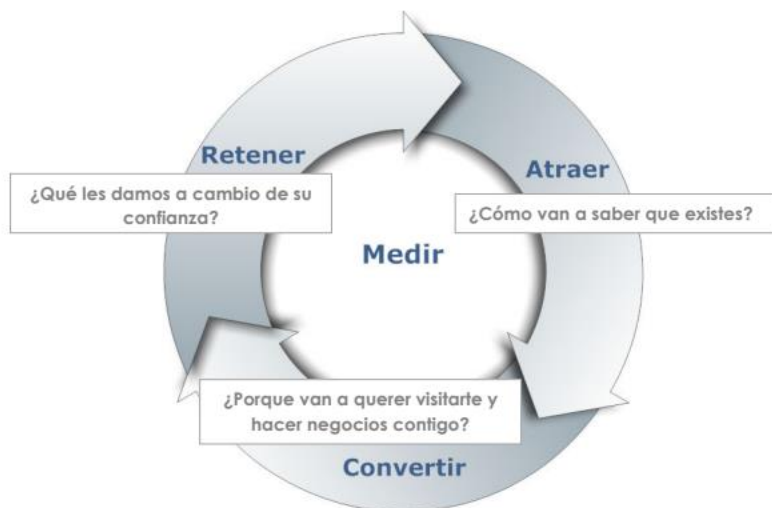 Retener
¿Qué les damos a cambio de su
confianza?
Atraer
¿Cómo van a saber que existes?
Medir
¿Porque van a querer visitarte y
hacer negocios contigo?
Convertir